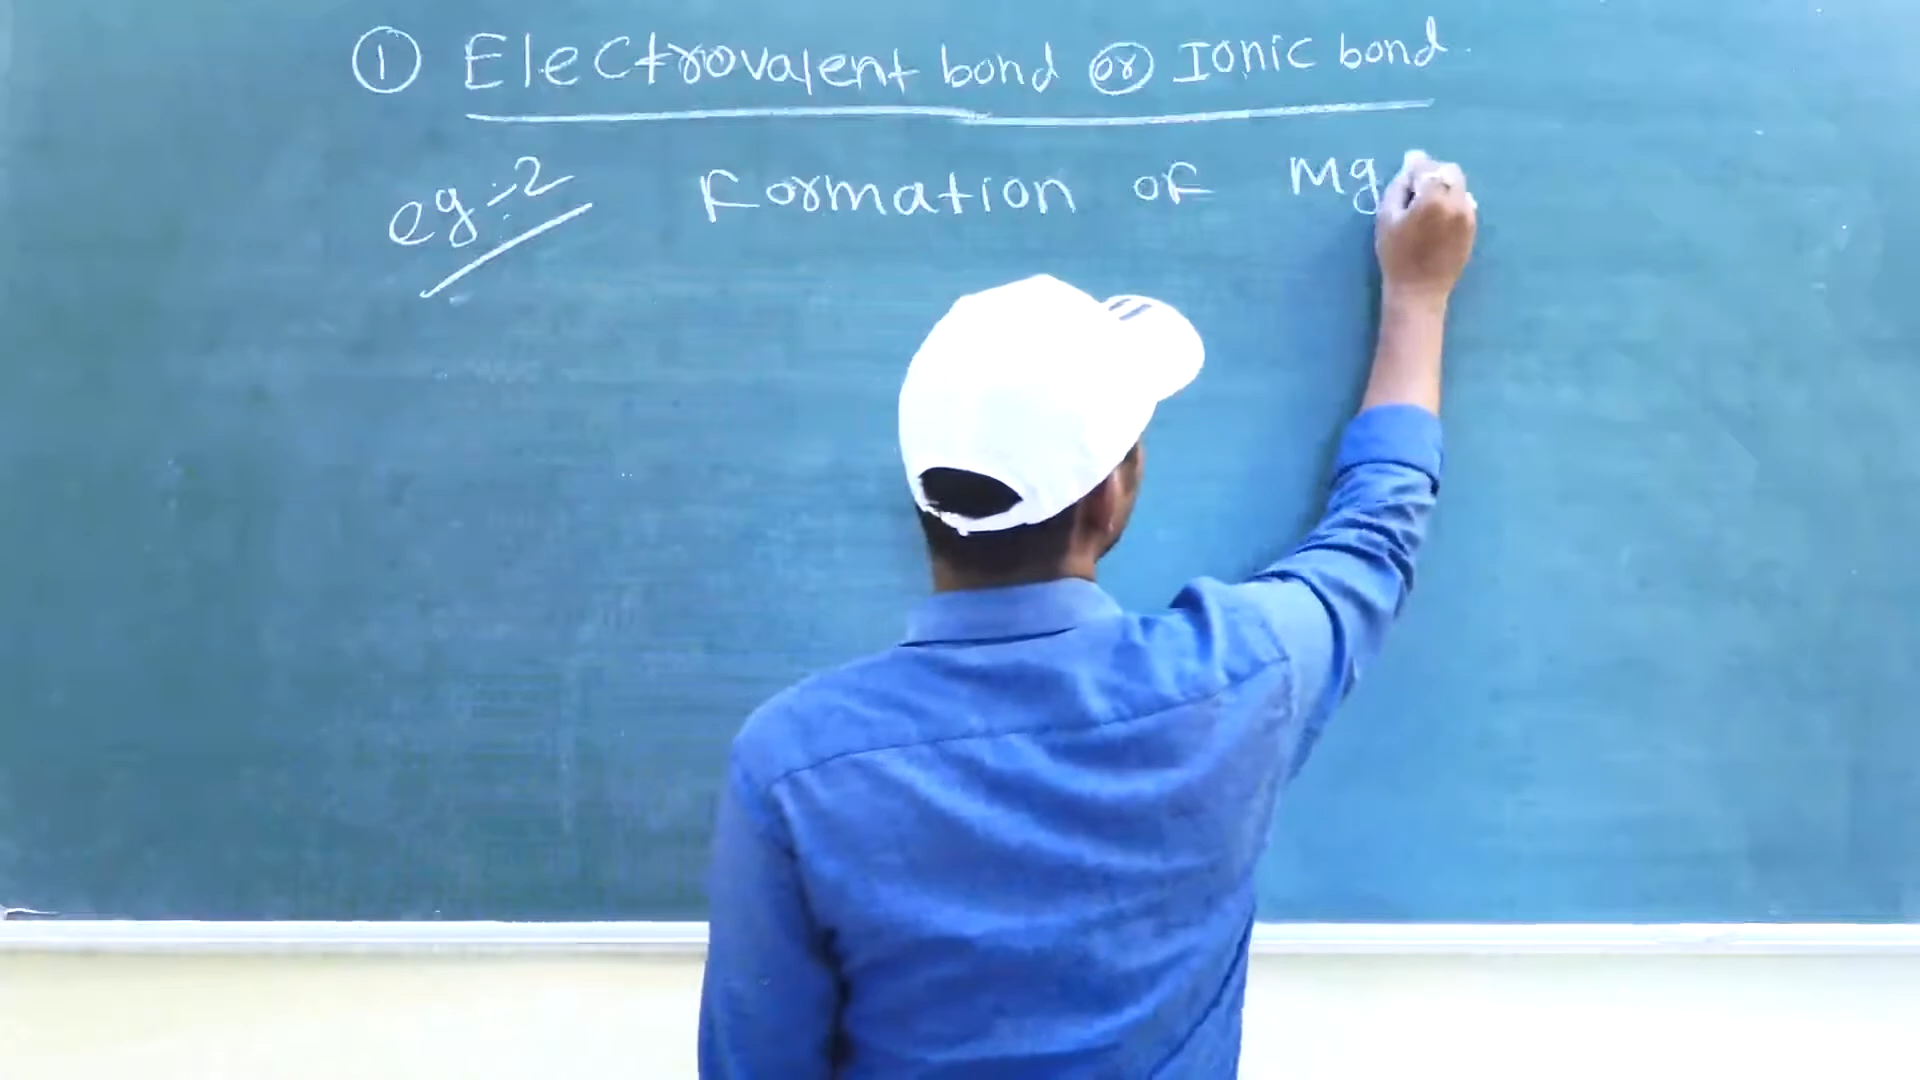 ① Electrovalent bond or Ionic bond.
eg:-2 Formation of Mg